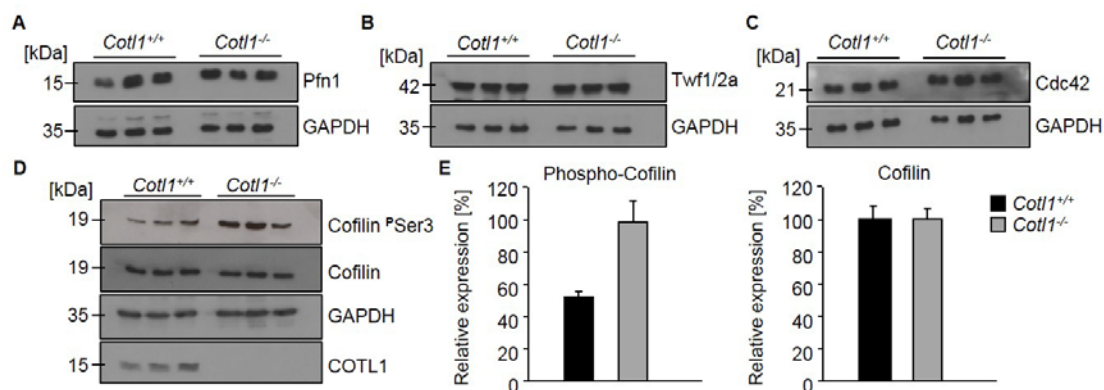 A
[kDa]
Cotl1+/+ Cotl1-/-
15
Pfn1
35
GAPDH
B
[kDa]
Cotl1+/+ Cotl1-/-
42
Twf1/2a
35
GAPDH
C
[kDa]
Cotl1+/+ Cotl1-/-
21
Cdc42
35
GAPDH
D
[kDa]
Cotl1+/+ Cotl1-/-
19
Cofilin PSer3
19
Cofilin
35
GAPDH
15
COTL1
E
Phospho-Cofilin
Relative expression [%]
120
100
80
60
40
20
0
Cofilin
Relative expression [%]
120
100
80
60
40
20
0
Cotl1+/+
Cotl1-/-